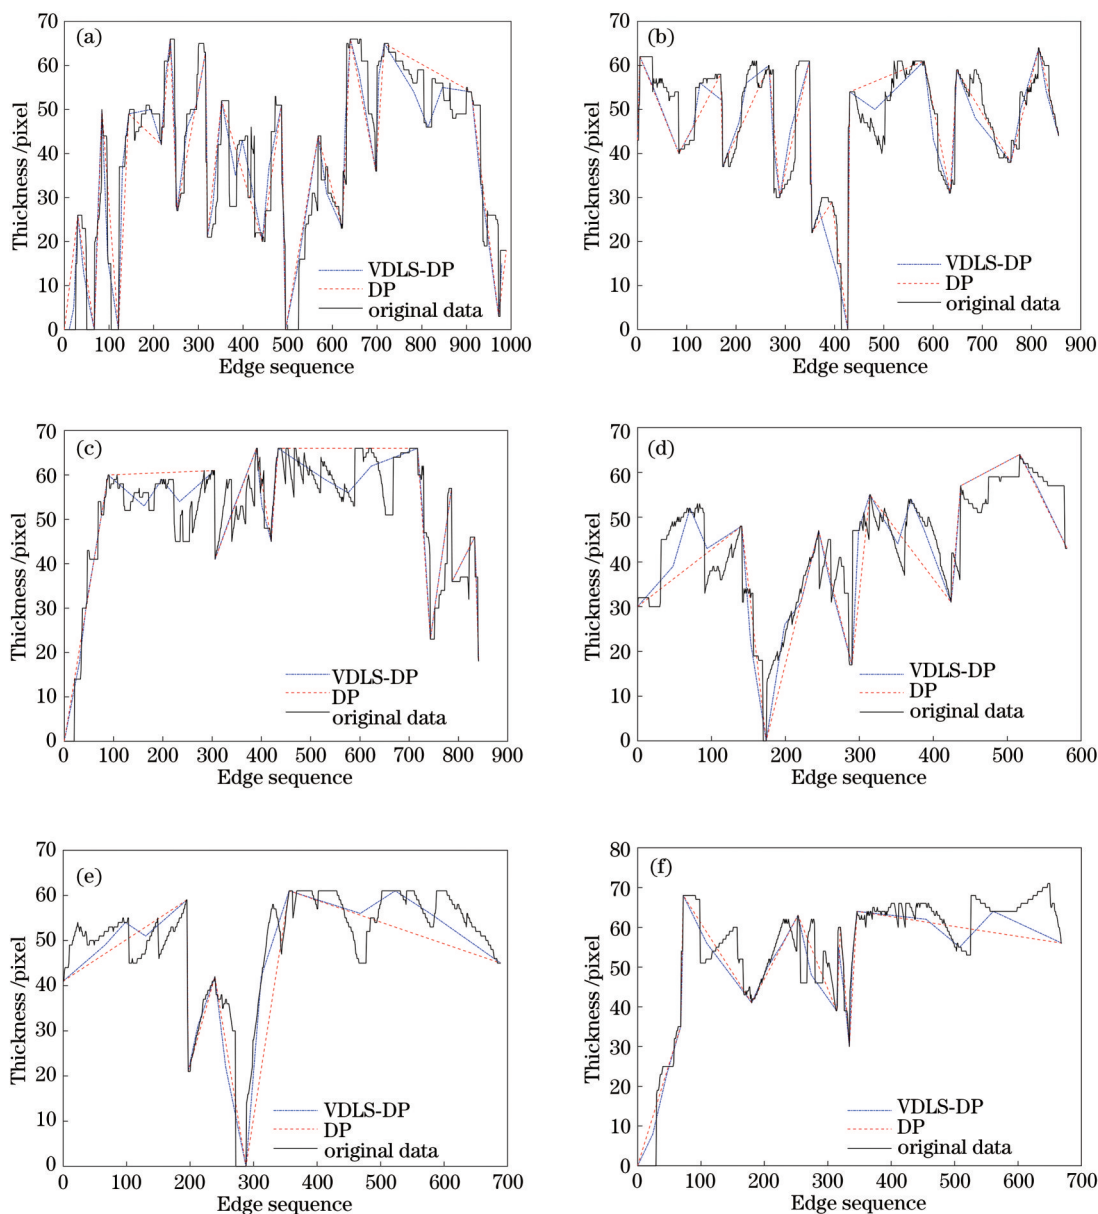 (a)
70
60
50
40
30
20
10
0
Thickness /pixel
VDLS-DP
DP
original data
0 100 200 300 400 500 600 700 800 900 1000
Edge sequence
(b)
70
60
50
40
30
20
10
0
Thickness /pixel
VDLS-DP
DP
original data
0 100 200 300 400 500 600 700 800 900
Edge sequence
(c)
70
60
50
40
30
20
10
0
Thickness /pixel
VDLS-DP
DP
original data
0 100 200 300 400 500 600 700 800 900
Edge sequence
(d)
70
60
50
40
30
20
10
0
Thickness /pixel
VDLS-DP
DP
original data
0 100 200 300 400 500 600
Edge sequence
(e)
70
60
50
40
30
20
10
0
Thickness /pixel
VDLS-DP
DP
original data
0 100 200 300 400 500 600 700
Edge sequence
(f)
80
70
60
50
40
30
20
10
0
Thickness /pixel
VDLS-DP
DP
original data
0 100 200 300 400 500 600 700
Edge sequence